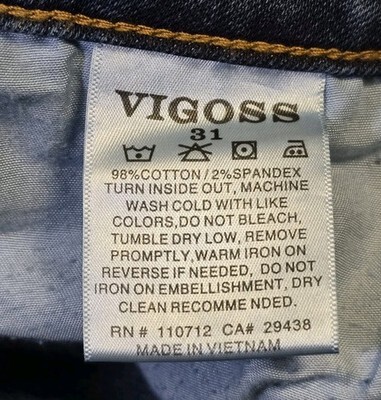 VIGOSS
31
98%COTTON/2%SPANDEX
TURN INSIDE OUT, MACHINE
WASH COLD WITH LIKE
COLORS,DO NOT BLEACH,
TUMBLE DRY LOW, REMOVE
PROMPTLY,WARM IRON ON
REVERSE IF NEEDED, DO NOT
IRON ON EMBELLISHMENT, DRY
CLEAN RECOMME NDED.
RN # 110712 CA# 29438
MADE IN VIETNAM